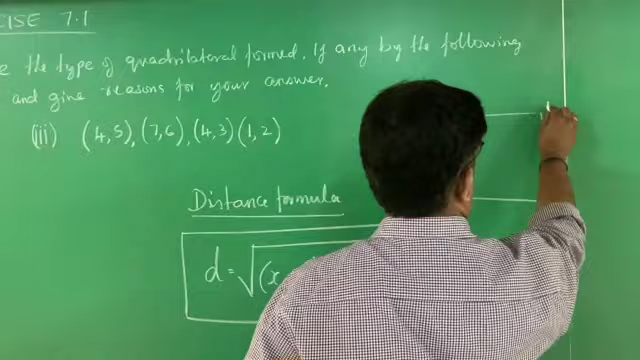 CISE 7.1
e the type of quadrilateral formed. If any by the following
and give reasons for your answer.
(iii) (4,5), (7,6), (4,3) (1,2)
Distance formula
d = √(x